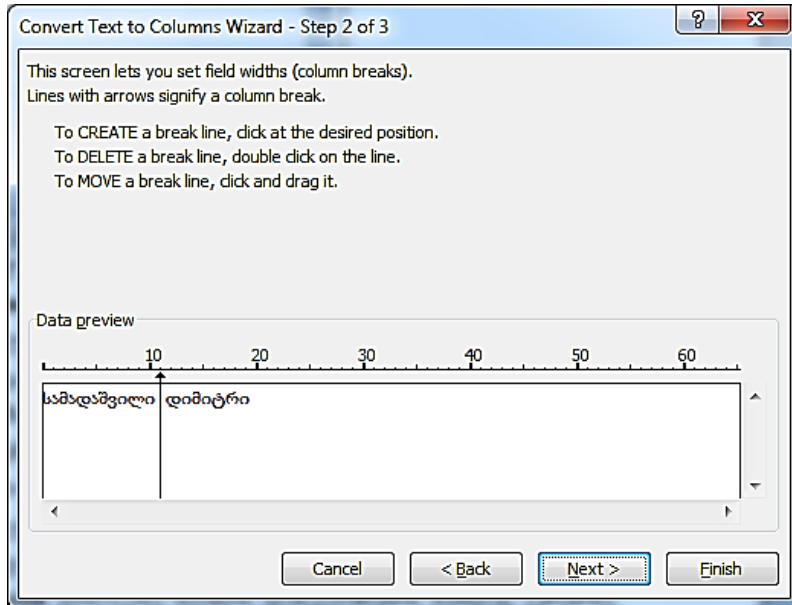 Convert Text to Columns Wizard - Step 2 of 3
This screen lets you set field widths (column breaks).
Lines with arrows signify a column break.
To CREATE a break line, click at the desired position.
To DELETE a break line, double click on the line.
To MOVE a break line, click and drag it.
Data preview
10 20 30 40 50 60
სამადაშვილი დიმიტრი
Cancel < Back Next > Finish